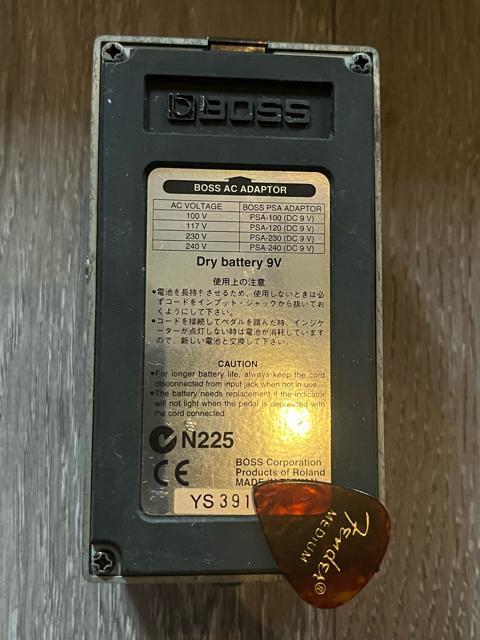 BOSS
BOSS AC ADAPTOR
AC VOLTAGE BOSS PSA ADAPTOR
100 V PSA-100 (DC 9 V)
117 V PSA-120 (DC 9 V)
230 V PSA-230 (DC 9 V)
240 V PSA-240 (DC 9 V)
Dry battery 9V
使用上の注意
●電池を長持ちさせるため、使用しないときは必
ずコードをインプット・ジャックから抜いてお
くようにして下さい。
●コードを接続してペダルを踏んだ時、インジケ
ーターが点灯しない時は電池が消耗しています
ので、新しい電池と交換して下さい。
CAUTION
●For longer battery life, always keep the cord
disconnected from input jack when not in use.
●The battery needs replacement if the indicator
will not light when the pedal is depressed with
the cord connected.
N225
CE
BOSS Corporation
Products of Roland
MADE IN TAIWAN
YS 391
Fender®
MEDIUM